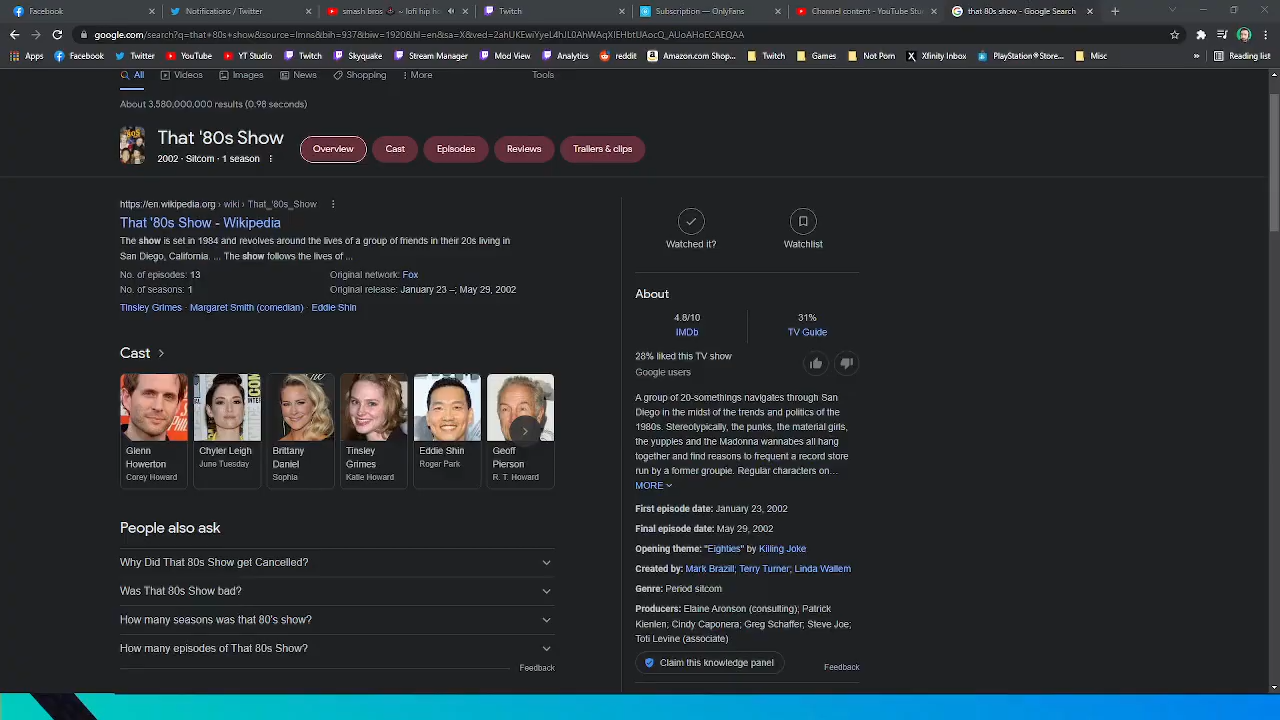 Facebook
Notifications / Twitter
smash bros
~ lofi hip h
Twitch
Subscription — OnlyFans
Channel content - YouTube Stu
that 80s show - Google Search
google.com/search?q=that+80s+show&source=lmns&bih=937&biw=1920&hl=en&sa=X&ved=2ahUKEwiYyeL4hIL0AhWAqXIEHbtUAocQ_AUoAHoECAEQAA
Apps Facebook Twitter YouTube YT Studio Twitch Stream Manager Mod View Analytics reddit Amazon.com Shop... Twitch Games Not Porn Xfinity Inbox PlayStation®Store... Misc » Reading list
All Videos Images News Shopping More Tools
About 3,580,000,000 results (0.98 seconds)
That '80s Show
2002 · Sitcom · 1 season
Overview Cast Episodes Reviews Trailers & clips
https://en.wikipedia.org › wiki › That_'80s_Show
That '80s Show - Wikipedia
The show is set in 1984 and revolves around the lives of a group of friends in their 20s living in
San Diego, California. ... The show follows the lives of ...
No. of episodes: 13 Original network: Fox
No. of seasons: 1 Original release: January 23 –; May 29, 2002
Tinsley Grimes · Margaret Smith (comedian) · Eddie Shin
Cast
Glenn
Howerton
Corey Howard
Chyler Leigh
June Tuesday
Brittany
Daniel
Sophia
Tinsley
Grimes
Katie Howard
Eddie Shin
Roger Park
Geoff
Pierson
R. T. Howard
People also ask
Why Did That 80s Show get Cancelled?
Was That 80s Show bad?
How many seasons was that 80's show?
How many episodes of That 80s Show?
Feedback
Watched it? Watchlist
About
4.8/10 31%
IMDb TV Guide
28% liked this TV show
Google users
A group of 20-somethings navigates through San
Diego in the midst of the trends and politics of the
1980s. Stereotypically, the punks, the material girls,
the yuppies and the Madonna wannabes all hang
together and find reasons to frequent a record store
run by a former groupie. Regular characters on...
MORE
First episode date: January 23, 2002
Final episode date: May 29, 2002
Opening theme: "Eighties" by Killing Joke
Created by: Mark Brazill; Terry Turner; Linda Wallem
Genre: Period sitcom
Producers: Elaine Aronson (consulting); Patrick
Kienlen; Cindy Caponera; Greg Schaffer; Steve Joe;
Toti Levine (associate)
Claim this knowledge panel
Feedback